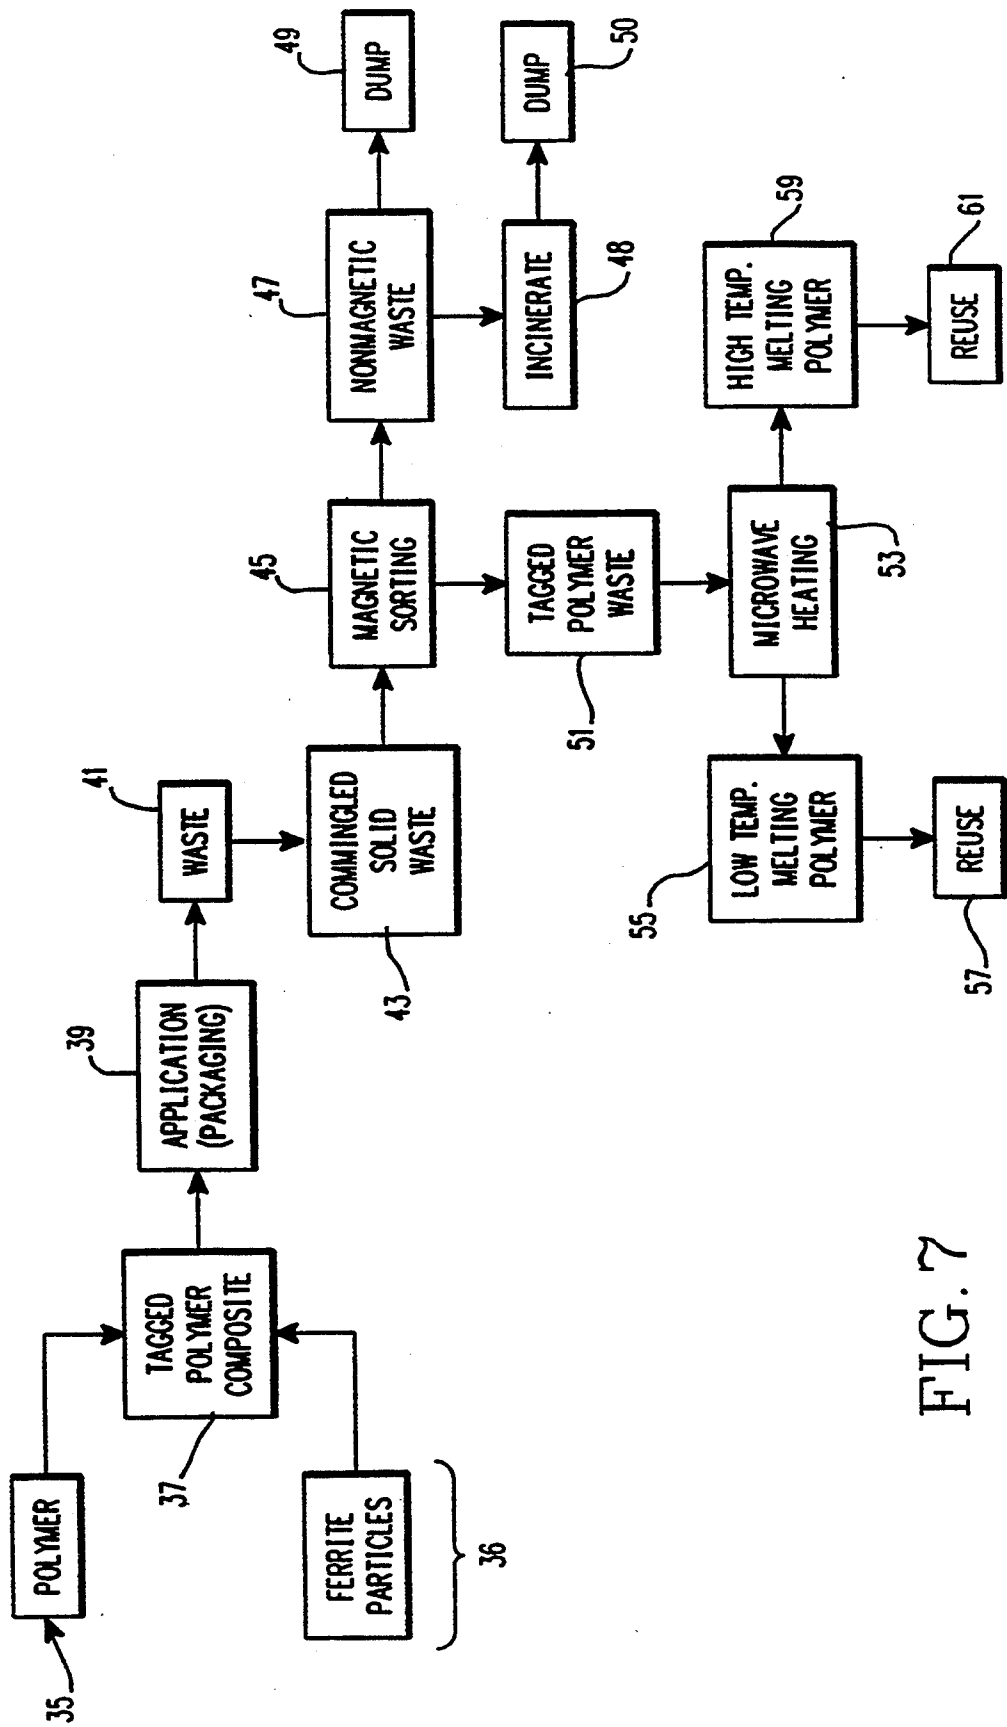 35
POLYMER
FERRITE
PARTICLES
36
37
TAGGED
POLYMER
COMPOSITE
39
APPLICATION
(PACKAGING)
41
WASTE
43
COMMINGLED
SOLID
WASTE
45
MAGNETIC
SORTING
47
NONMAGNETIC
WASTE
49
DUMP
INCINERATE
48
DUMP
50
51
TAGGED
POLYMER
WASTE
MICROWAVE
HEATING
53
55
LOW TEMP.
MELTING
POLYMER
57
REUSE
HIGH TEMP.
MELTING
POLYMER
59
REUSE
61
FIG. 7